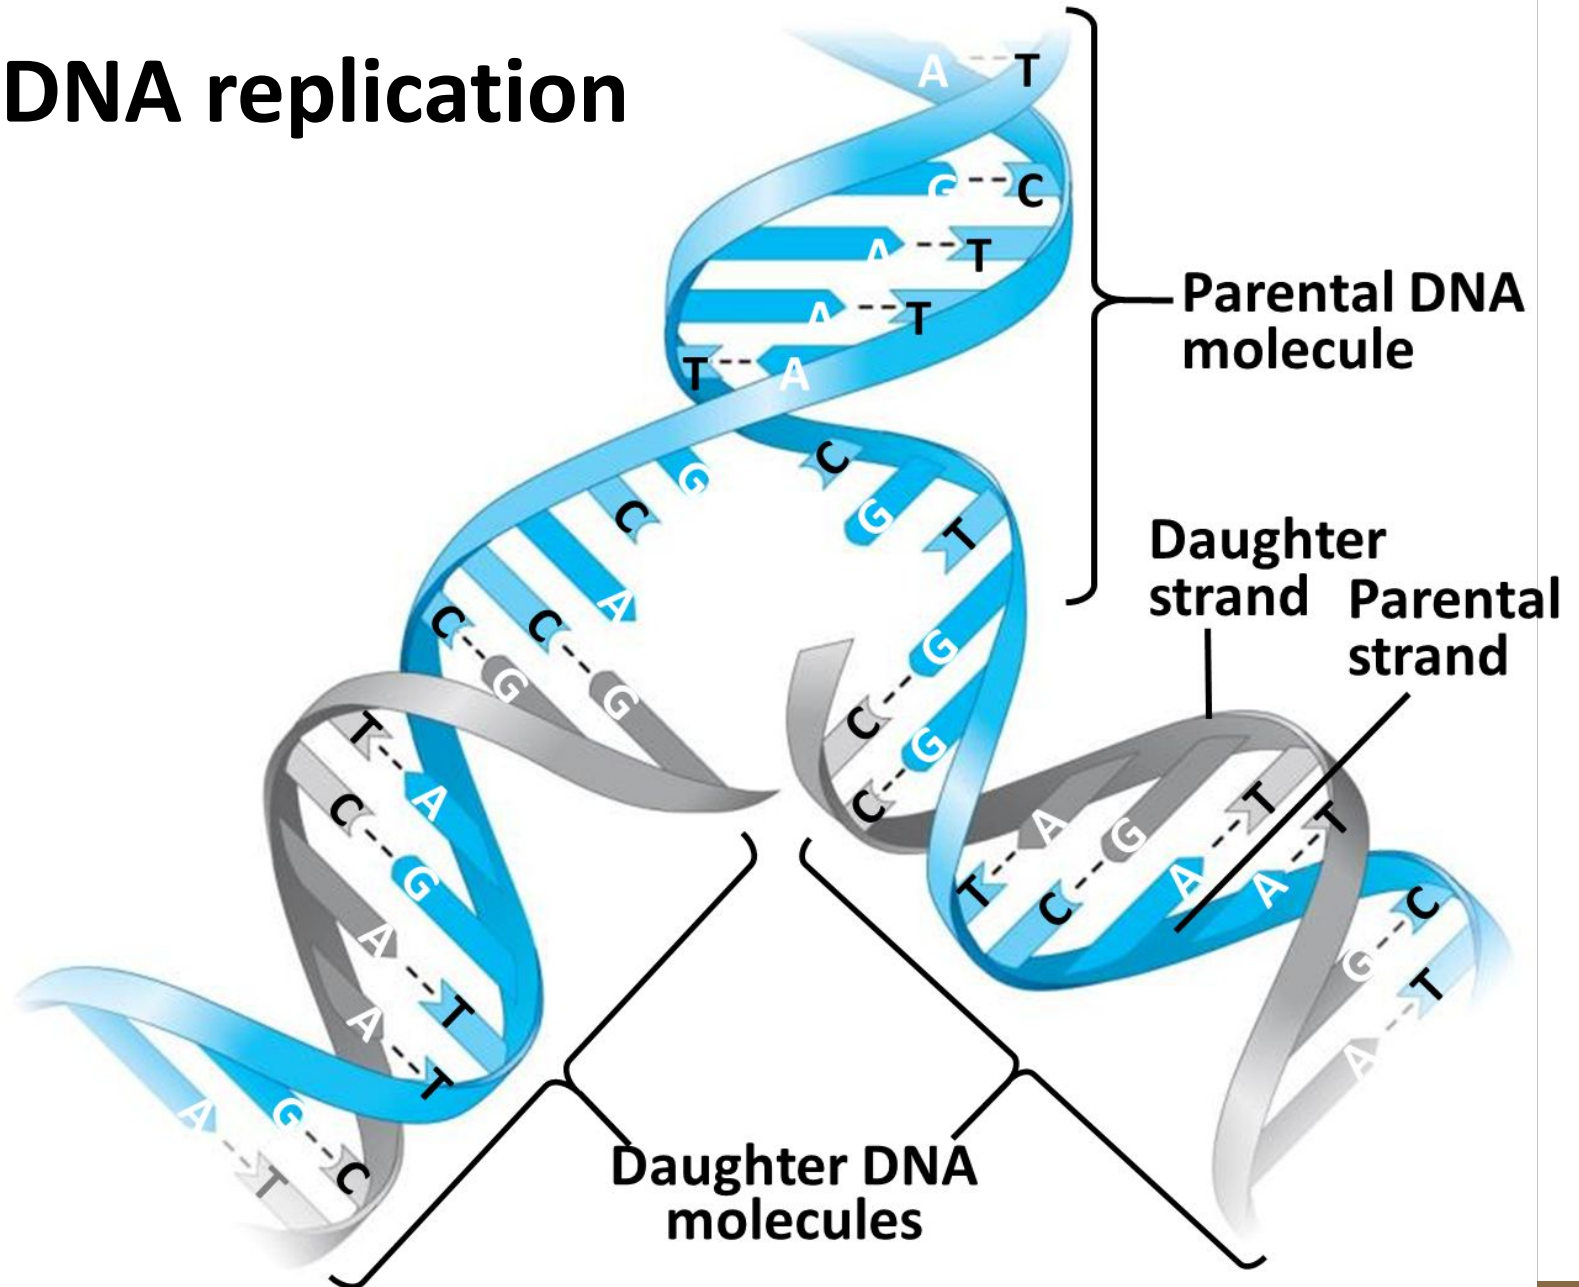 DNA replication
A T
G C
A T
A T
T A
Parental DNA
molecule
G C
C G
A T
C C G
G G C
G C
Daughter
strand
Parental
strand
T A
C G
A T
A T
A G T
T C A A T
C G
T A
A G C
T
Daughter DNA
molecules